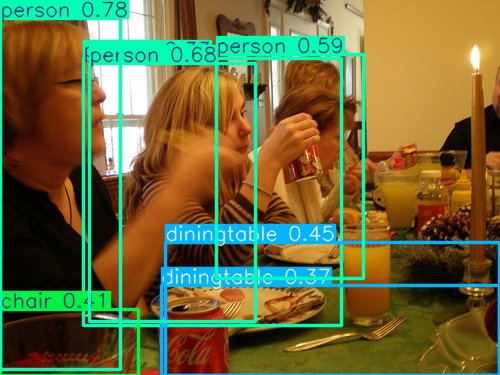 person 0.78
person 0.59
person 0.68
diningtable 0.45
diningtable 0.37
chair 0.41
Cola